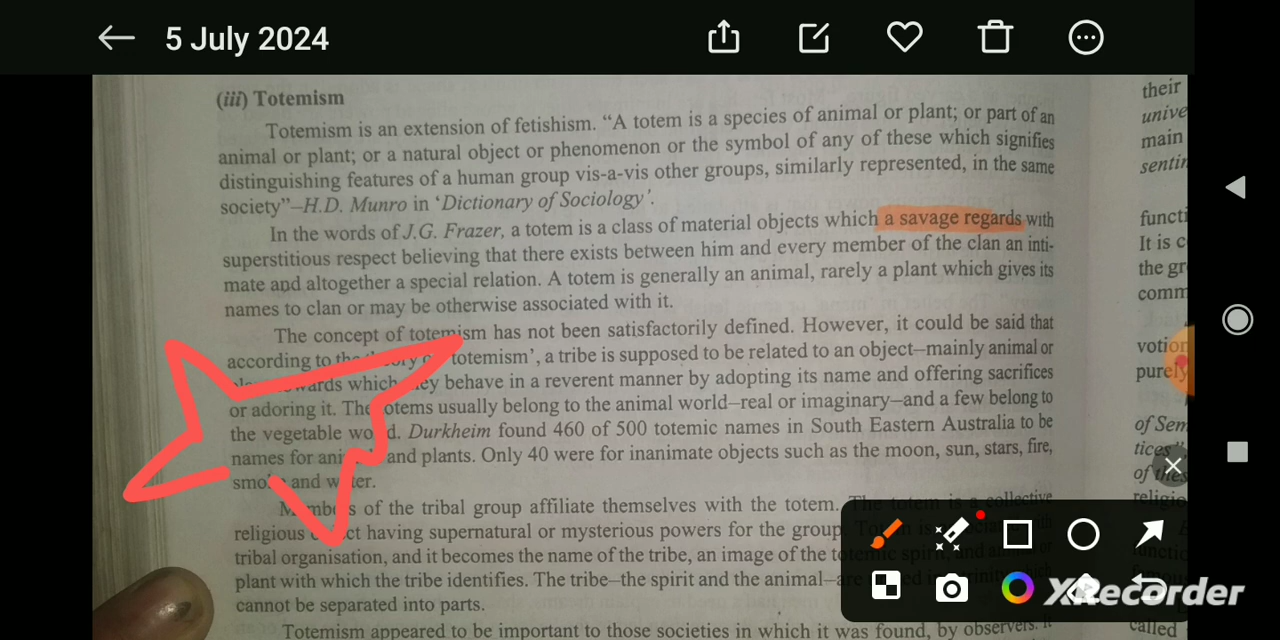 5 July 2024
(iii) Totemism
Totemism is an extension of fetishism. “A totem is a species of animal or plant; or part of an
animal or plant; or a natural object or phenomenon or the symbol of any of these which signifies
distinguishing features of a human group vis-a-vis other groups, similarly represented, in the same
society”–H.D. Munro in ‘Dictionary of Sociology’.
In the words of J.G. Frazer, a totem is a class of material objects which a savage regards with
superstitious respect believing that there exists between him and every member of the clan an inti-
mate and altogether a special relation. A totem is generally an animal, rarely a plant which gives its
names to clan or may be otherwise associated with it.
The concept of totemism has not been satisfactorily defined. However, it could be said that
according to the totemism’, a tribe is supposed to be related to an object–mainly animal or
which they behave in a reverent manner by adopting its name and offering sacrifices
or adoring it. The totems usually belong to the animal world–real or imaginary–and a few belong to
the vegetable world. Durkheim found 460 of 500 totemic names in South Eastern Australia to be
names for and plants. Only 40 were for inanimate objects such as the moon, sun, stars, fire,
and water.
Members of the tribal group affiliate themselves with the totem. The totem is a collective
religious having supernatural or mysterious powers for the group.
tribal organisation, and it becomes the name of the tribe, an image of the totemic
plant with which the tribe identifies. The tribe–the spirit and the animal–
cannot be separated into parts.
Totemism appeared to be important to those societies in which it was found, by observers.
their
main
It is
the
of
called
XRecorder